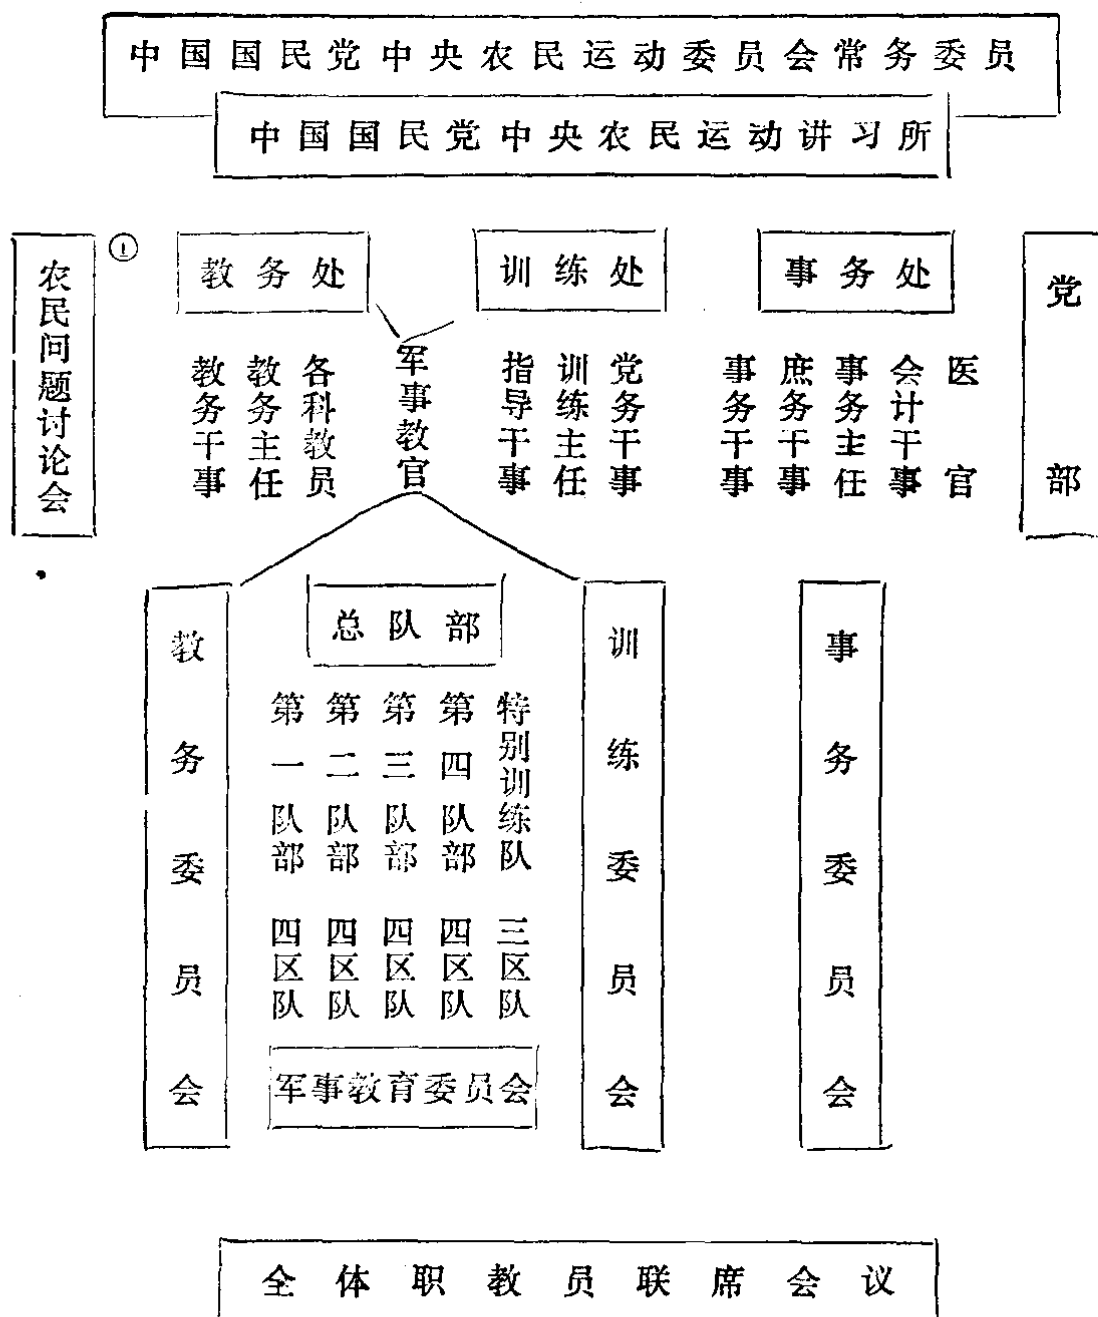 中国国民党中央农民运动委员会常务委员
中国国民党中央农民运动讲习所
农民问题讨论会
①
教务处
训练处
事务处
党部
教务干事
教务主任
各科教员
军事教官
指导干事
训练主任
党务干事
事务干事
庶务干事
事务主任
会计干事
医官
教务委员会
总队部
第一队部 四区队
第二队部 四区队
第三队部 四区队
第四队部 四区队
特别训练队 三区队
军事教育委员会
训练委员会
事务委员会
全体职教员联席会议